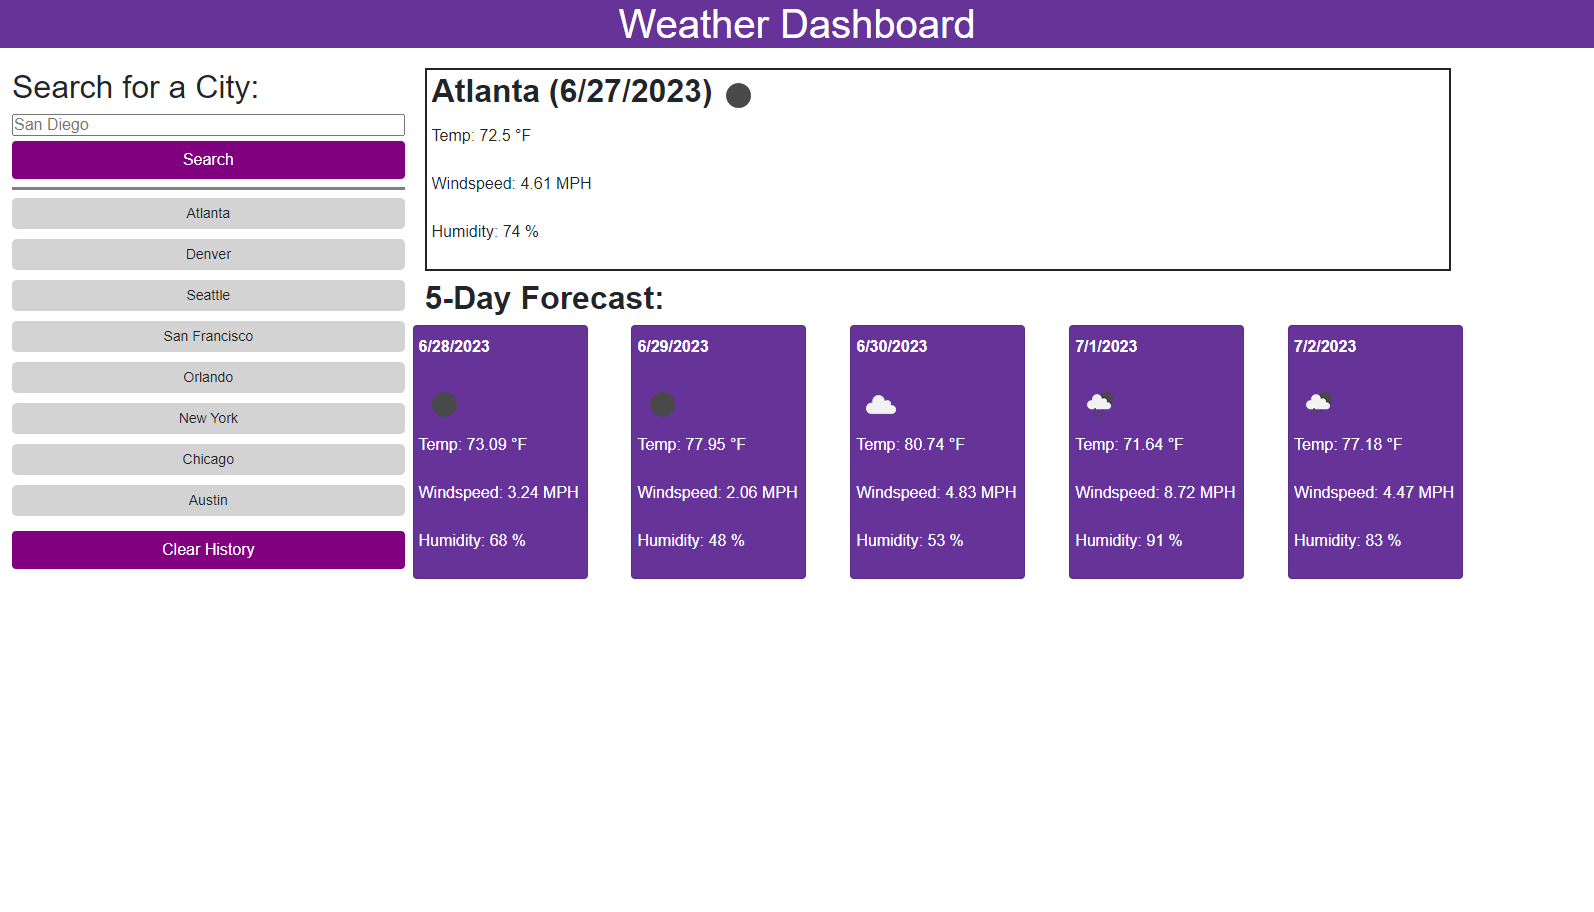 Weather Dashboard
Search for a City:
San Diego
Search
Atlanta
Denver
Seattle
San Francisco
Orlando
New York
Chicago
Austin
Clear History
Atlanta (6/27/2023)
Temp: 72.5 °F
Windspeed: 4.61 MPH
Humidity: 74 %
5-Day Forecast:
6/28/2023
Temp: 73.09 °F
Windspeed: 3.24 MPH
Humidity: 68 %
6/29/2023
Temp: 77.95 °F
Windspeed: 2.06 MPH
Humidity: 48 %
6/30/2023
Temp: 80.74 °F
Windspeed: 4.83 MPH
Humidity: 53 %
7/1/2023
Temp: 71.64 °F
Windspeed: 8.72 MPH
Humidity: 91 %
7/2/2023
Temp: 77.18 °F
Windspeed: 4.47 MPH
Humidity: 83 %